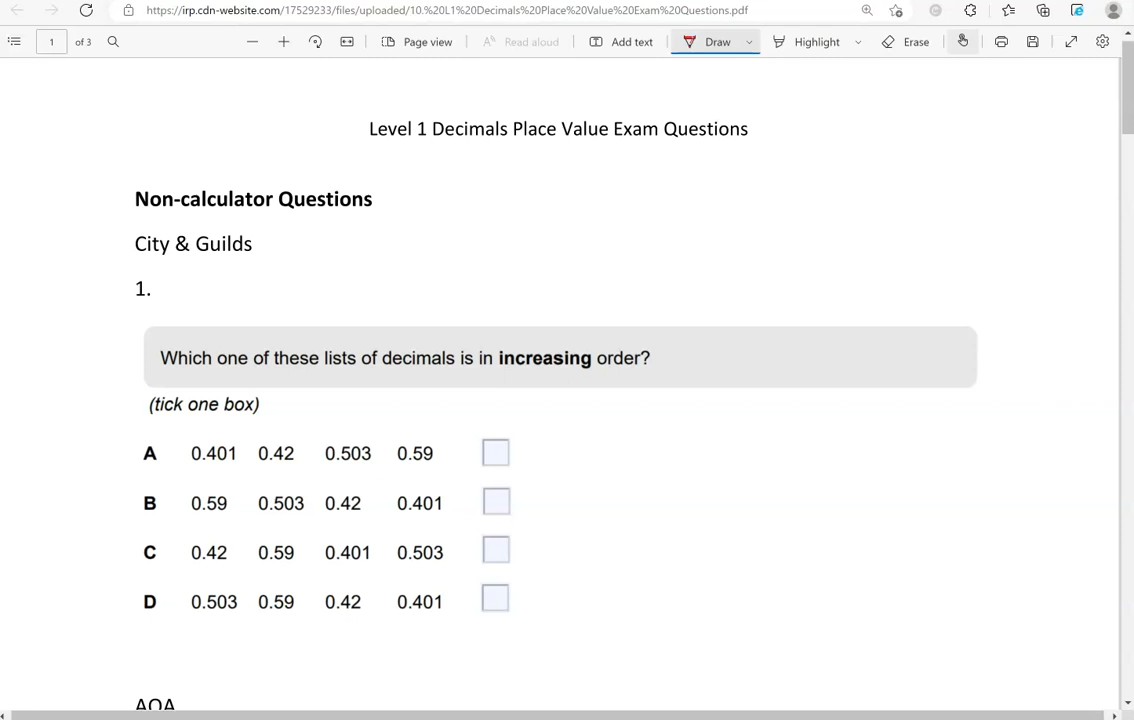 https://irp.cdn-website.com/17529233/files/uploaded/10.%20L1%20Decimals%20Place%20Value%20Exam%20Questions.pdf
1 of 3 Page view Read aloud Add text Draw Highlight Erase
Level 1 Decimals Place Value Exam Questions
Non-calculator Questions
City & Guilds
1.
Which one of these lists of decimals is in increasing order?
(tick one box)
A 0.401 0.42 0.503 0.59
B 0.59 0.503 0.42 0.401
C 0.42 0.59 0.401 0.503
D 0.503 0.59 0.42 0.401
AQA